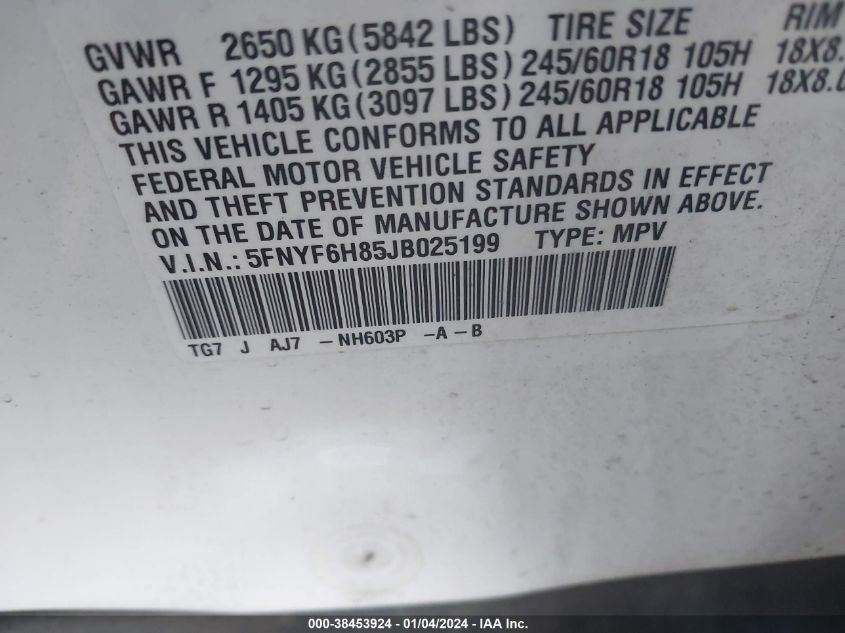 GVWR 2650 KG (5842 LBS) TIRE SIZE RIM
GAWR F 1295 KG (2855 LBS) 245/60R18 105H 18X8.
GAWR R 1405 KG (3097 LBS) 245/60R18 105H 18X8.0
THIS VEHICLE CONFORMS TO ALL APPLICABLE
FEDERAL MOTOR VEHICLE SAFETY
AND THEFT PREVENTION STANDARDS IN EFFECT
ON THE DATE OF MANUFACTURE SHOWN ABOVE.
V.I.N.: 5FNYF6H85JB025199 TYPE: MPV
TG7 J AJ7 – NH603P – A – B
000-38453924 - 01/04/2024 - IAA Inc.